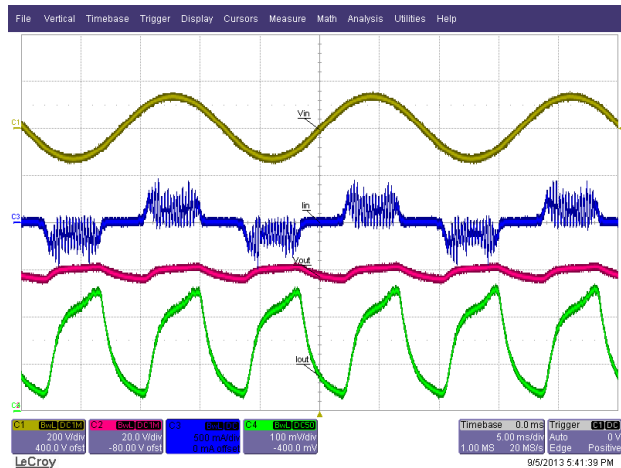 File Vertical Timebase Trigger Display Cursors Measure Math Analysis Utilities Help
C1
Vin
C3
Iin
Vout
Iout
C1 BwL DC1M
200 V/div
400.0 V ofst
C2 BwL DC1M
20.0 V/div
-80.00 V ofst
500 mA/div
C4 BwL DC50
100 mV/div
-400.0 mV
Timebase 0.0 ms
5.00 ms/div
1.00 MS 20 MS/s
Trigger C1 DC
Auto 0 V
Edge Positive
LeCroy
9/5/2013 5:41:39 PM